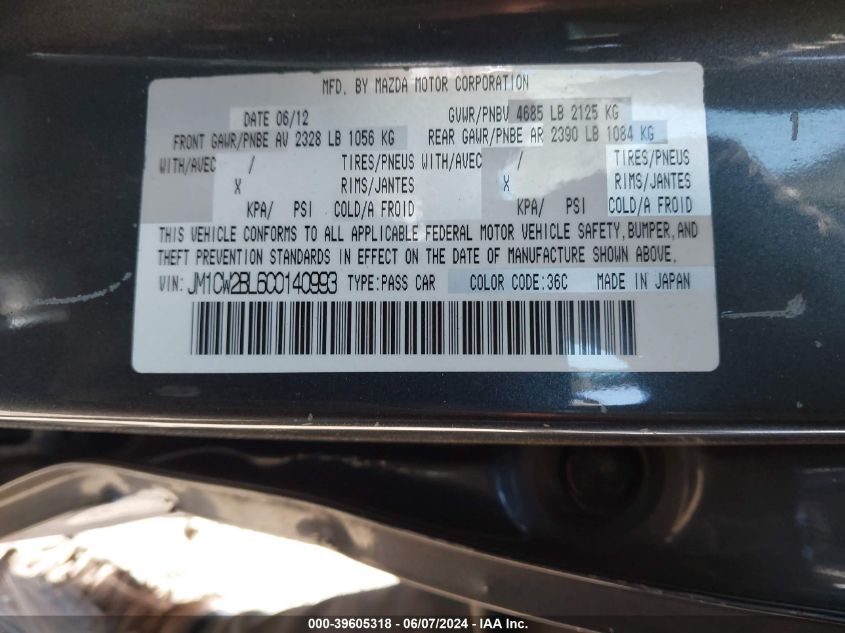 MFD. BY MAZDA MOTOR CORPORATION
DATE 06/12 GVWR/PNBV 4685 LB 2125 KG
FRONT GAWR/PNBE AV 2328 LB 1056 KG REAR GAWR/PNBE AR 2390 LB 1084 KG
WITH/AVEC / TIRES/PNEUS WITH/AVEC / TIRES/PNEUS
X RIMS/JANTES X RIMS/JANTES
KPA/ PSI COLD/A FROID KPA/ PSI COLD/A FROID
THIS VEHICLE CONFORMS TO ALL APPLICABLE FEDERAL MOTOR VEHICLE SAFETY, BUMPER, AND
THEFT PREVENTION STANDARDS IN EFFECT ON THE DATE OF MANUFACTURE SHOWN ABOVE.
VIN: JM1CW2BL6C0140993 TYPE:PASS CAR COLOR CODE:36C MADE IN JAPAN
000-39605318 - 06/07/2024 - IAA Inc.